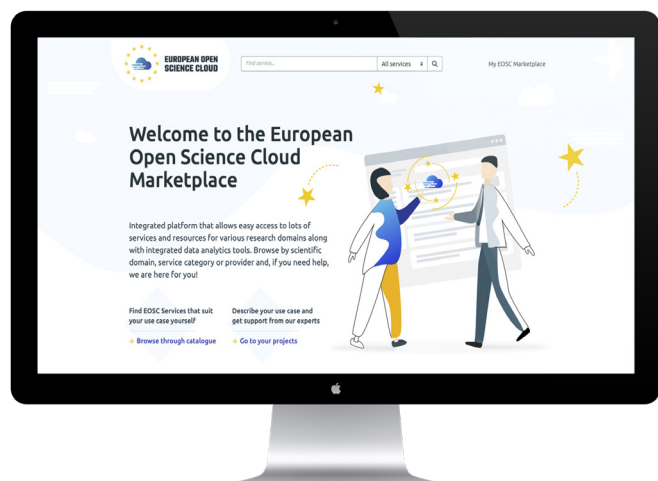 EUROPEAN OPEN
SCIENCE CLOUD
Find service...
All services
My EOSC Marketplace
Welcome to the European
Open Science Cloud
Marketplace
Integrated platform that allows easy access to lots of
services and resources for various research domains along
with integrated data analytics tools. Browse by scientific
domain, service category or provider and, if you need help,
we are here for you!
Find EOSC Services that suit
your use case yourself
→ Browse through catalogue
Describe your use case and
get support from our experts
→ Go to your projects